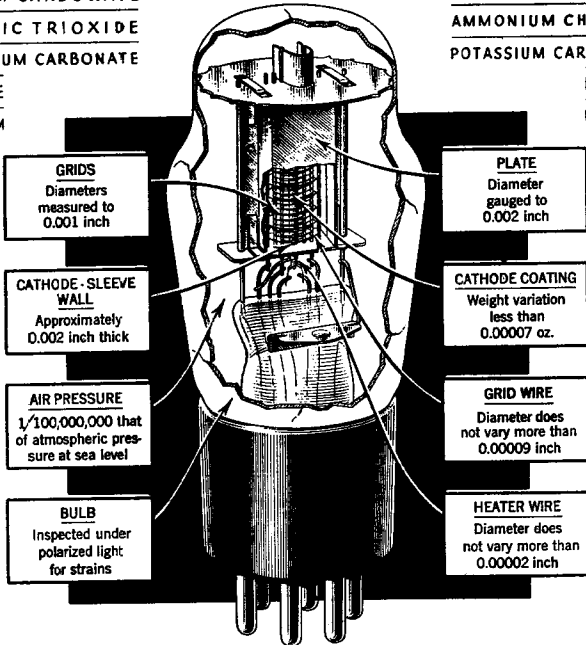 IC TRIOXIDE
UM CARBONATE
AMMONIUM CH
POTASSIUM CAR
GRIDS
Diameters
measured to
0.001 inch
CATHODE-SLEEVE
WALL
Approximately
0.002 inch thick
AIR PRESSURE
1/100,000,000 that
of atmospheric pres-
sure at sea level
BULB
Inspected under
polarized light
for strains
PLATE
Diameter
gauged to
0.002 inch
CATHODE COATING
Weight variation
less than
0.00007 oz.
GRID WIRE
Diameter does
not vary more than
0.00009 inch
HEATER WIRE
Diameter does
not vary more than
0.00002 inch